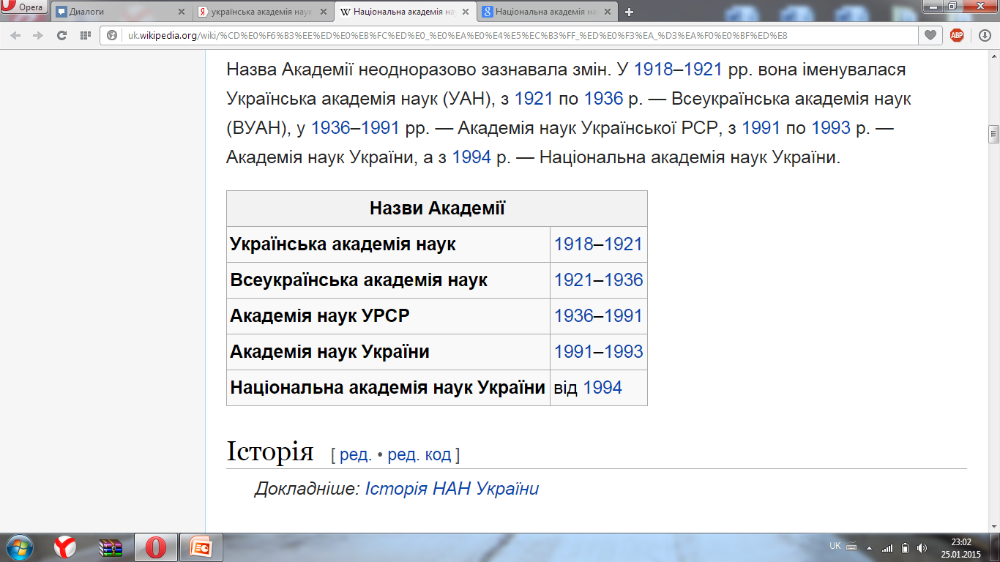 Opera
Диалоги
українська академія наук
Національна академія на
Національна академія на
uk.wikipedia.org/wiki/%CD%E0%F6%B3%EE%ED%E0%EB%FC%ED%E0_%E0%EA%E0%E4%E5%EC%B3%FF_%ED%E0%F3%EA_%D3%EA%F0%E0%BF%ED%E8
ABP
Назва Академії неодноразово зазнавала змін. У 1918–1921 рр. вона іменувалася
Українська академія наук (УАН), з 1921 по 1936 р. — Всеукраїнська академія наук
(ВУАН), у 1936–1991 рр. — Академія наук Української РСР, з 1991 по 1993 р. —
Академія наук України, а з 1994 р. — Національна академія наук України.
Назви Академії
Українська академія наук 1918–1921
Всеукраїнська академія наук 1921–1936
Академія наук УРСР 1936–1991
Академія наук України 1991–1993
Національна академія наук України від 1994
Історія [ ред. • ред. код ]
Докладніше: Історія НАН України
UK
23:02
25.01.2015